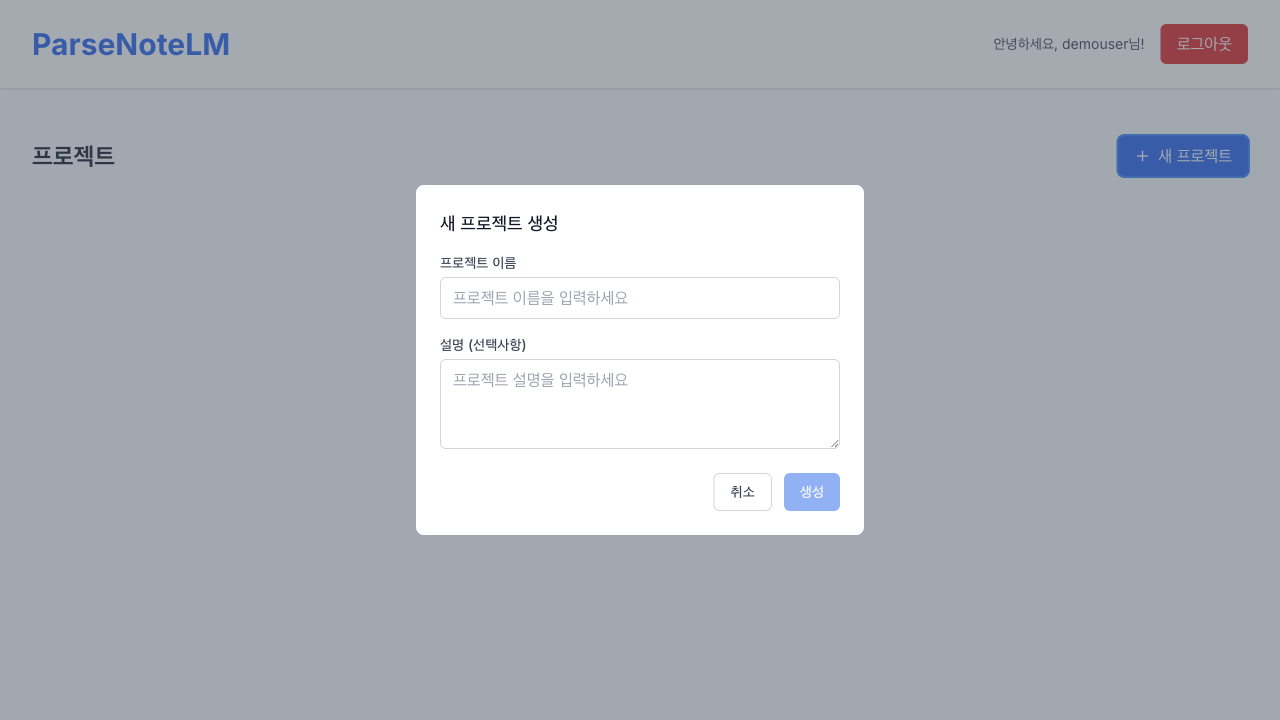 ParseNoteLM
안녕하세요, demouser님!
로그아웃
프로젝트
+ 새 프로젝트
새 프로젝트 생성
프로젝트 이름
프로젝트 이름을 입력하세요
설명 (선택사항)
프로젝트 설명을 입력하세요
취소
생성